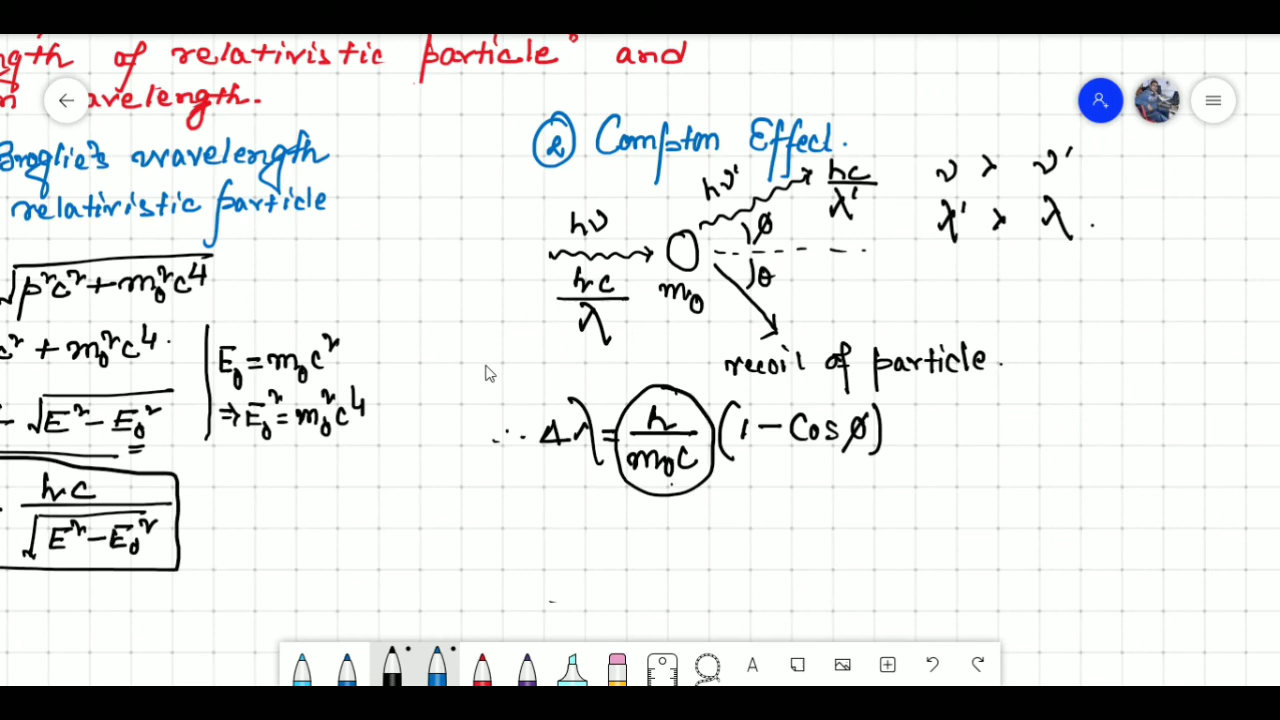 ngth of relativistic particle and
n wavelength.
Broglie's wavelength
relativistic particle
√p²c²+m₀²c⁴
c² + m₀²c⁴
E₀ = m₀c²
⇒ E₀² = m₀²c⁴
- √E² - E₀²
hc / √E² - E₀²
② Compton Effect.
hν'
hc / λ'
ν > ν'
λ' > λ .
hν
hc / λ
m₀
φ
θ
recoil of particle.
∴ Δλ = h / m₀c (1 - Cos φ)
A